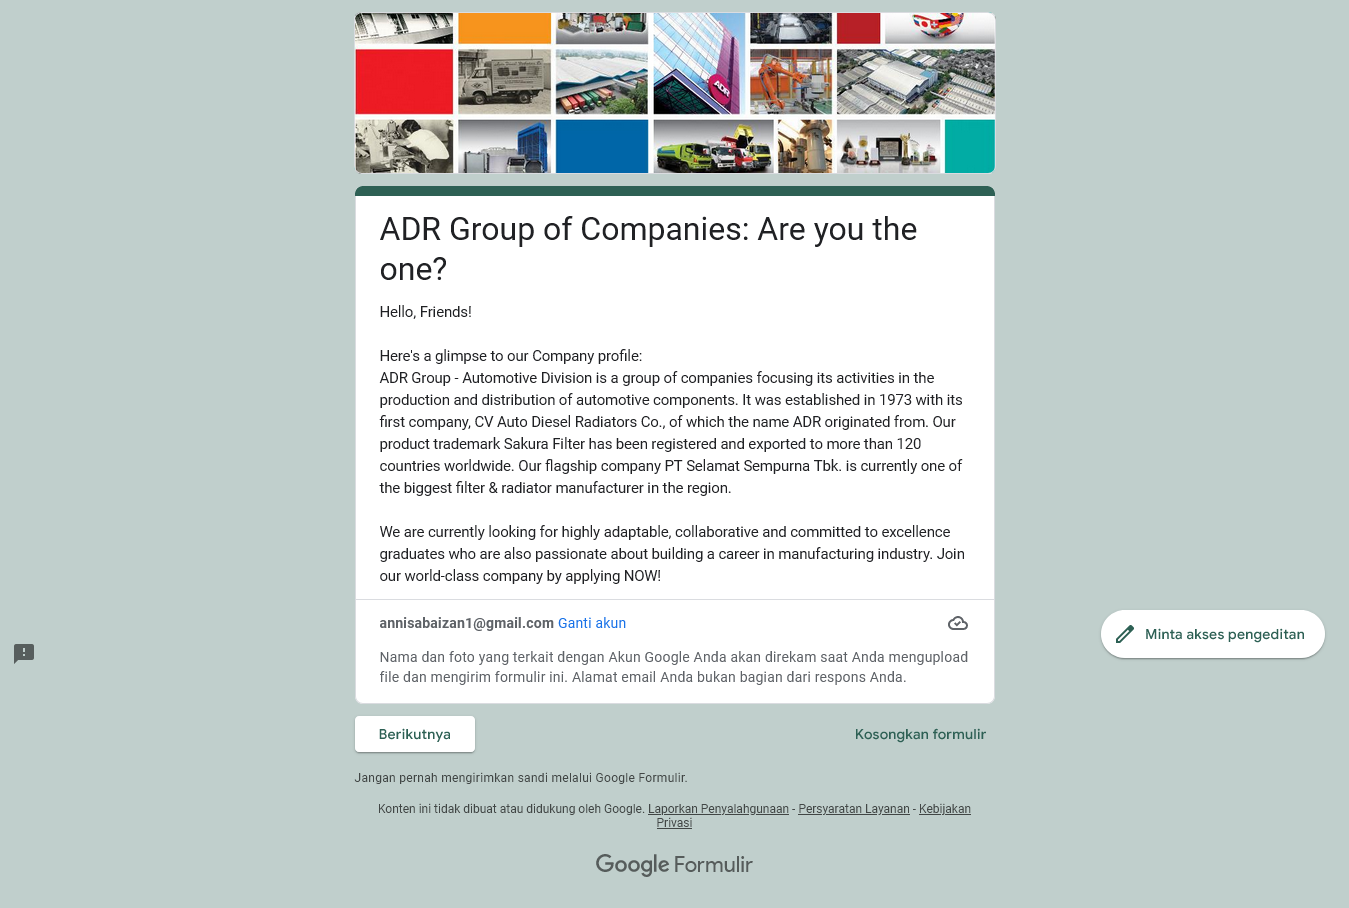 ADR
ADR Group of Companies: Are you the
one?
Hello, Friends!
Here's a glimpse to our Company profile:
ADR Group - Automotive Division is a group of companies focusing its activities in the
production and distribution of automotive components. It was established in 1973 with its
first company, CV Auto Diesel Radiators Co., of which the name ADR originated from. Our
product trademark Sakura Filter has been registered and exported to more than 120
countries worldwide. Our flagship company PT Selamat Sempurna Tbk. is currently one of
the biggest filter & radiator manufacturer in the region.
We are currently looking for highly adaptable, collaborative and committed to excellence
graduates who are also passionate about building a career in manufacturing industry. Join
our world-class company by applying NOW!
annisabaizan1@gmail.com Ganti akun
Nama dan foto yang terkait dengan Akun Google Anda akan direkam saat Anda mengupload
file dan mengirim formulir ini. Alamat email Anda bukan bagian dari respons Anda.
Minta akses pengeditan
Berikutnya
Kosongkan formulir
Jangan pernah mengirimkan sandi melalui Google Formulir.
Konten ini tidak dibuat atau didukung oleh Google. Laporkan Penyalahgunaan - Persyaratan Layanan - Kebijakan
Privasi
Google Formulir